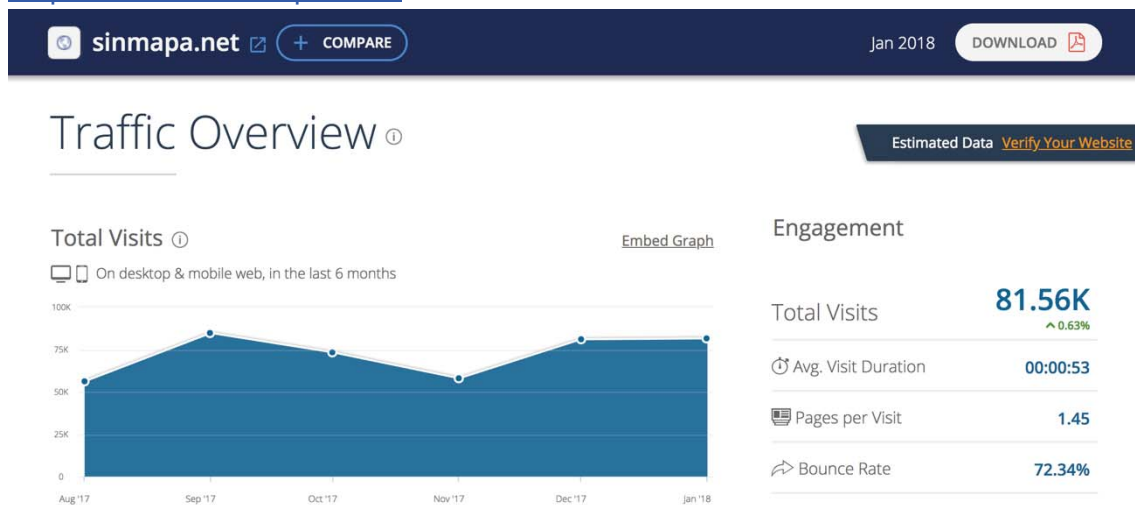 sinmapa.net + COMPARE Jan 2018 DOWNLOAD
Traffic Overview
Estimated Data Verify Your Website
Total Visits
Embed Graph
On desktop & mobile web, in the last 6 months
100K
75K
50K
25K
0
Aug '17 Sep '17 Oct '17 Nov '17 Dec '17 Jan '18
Engagement
Total Visits 81.56K
0.63%
Avg. Visit Duration 00:00:53
Pages per Visit 1.45
Bounce Rate 72.34%